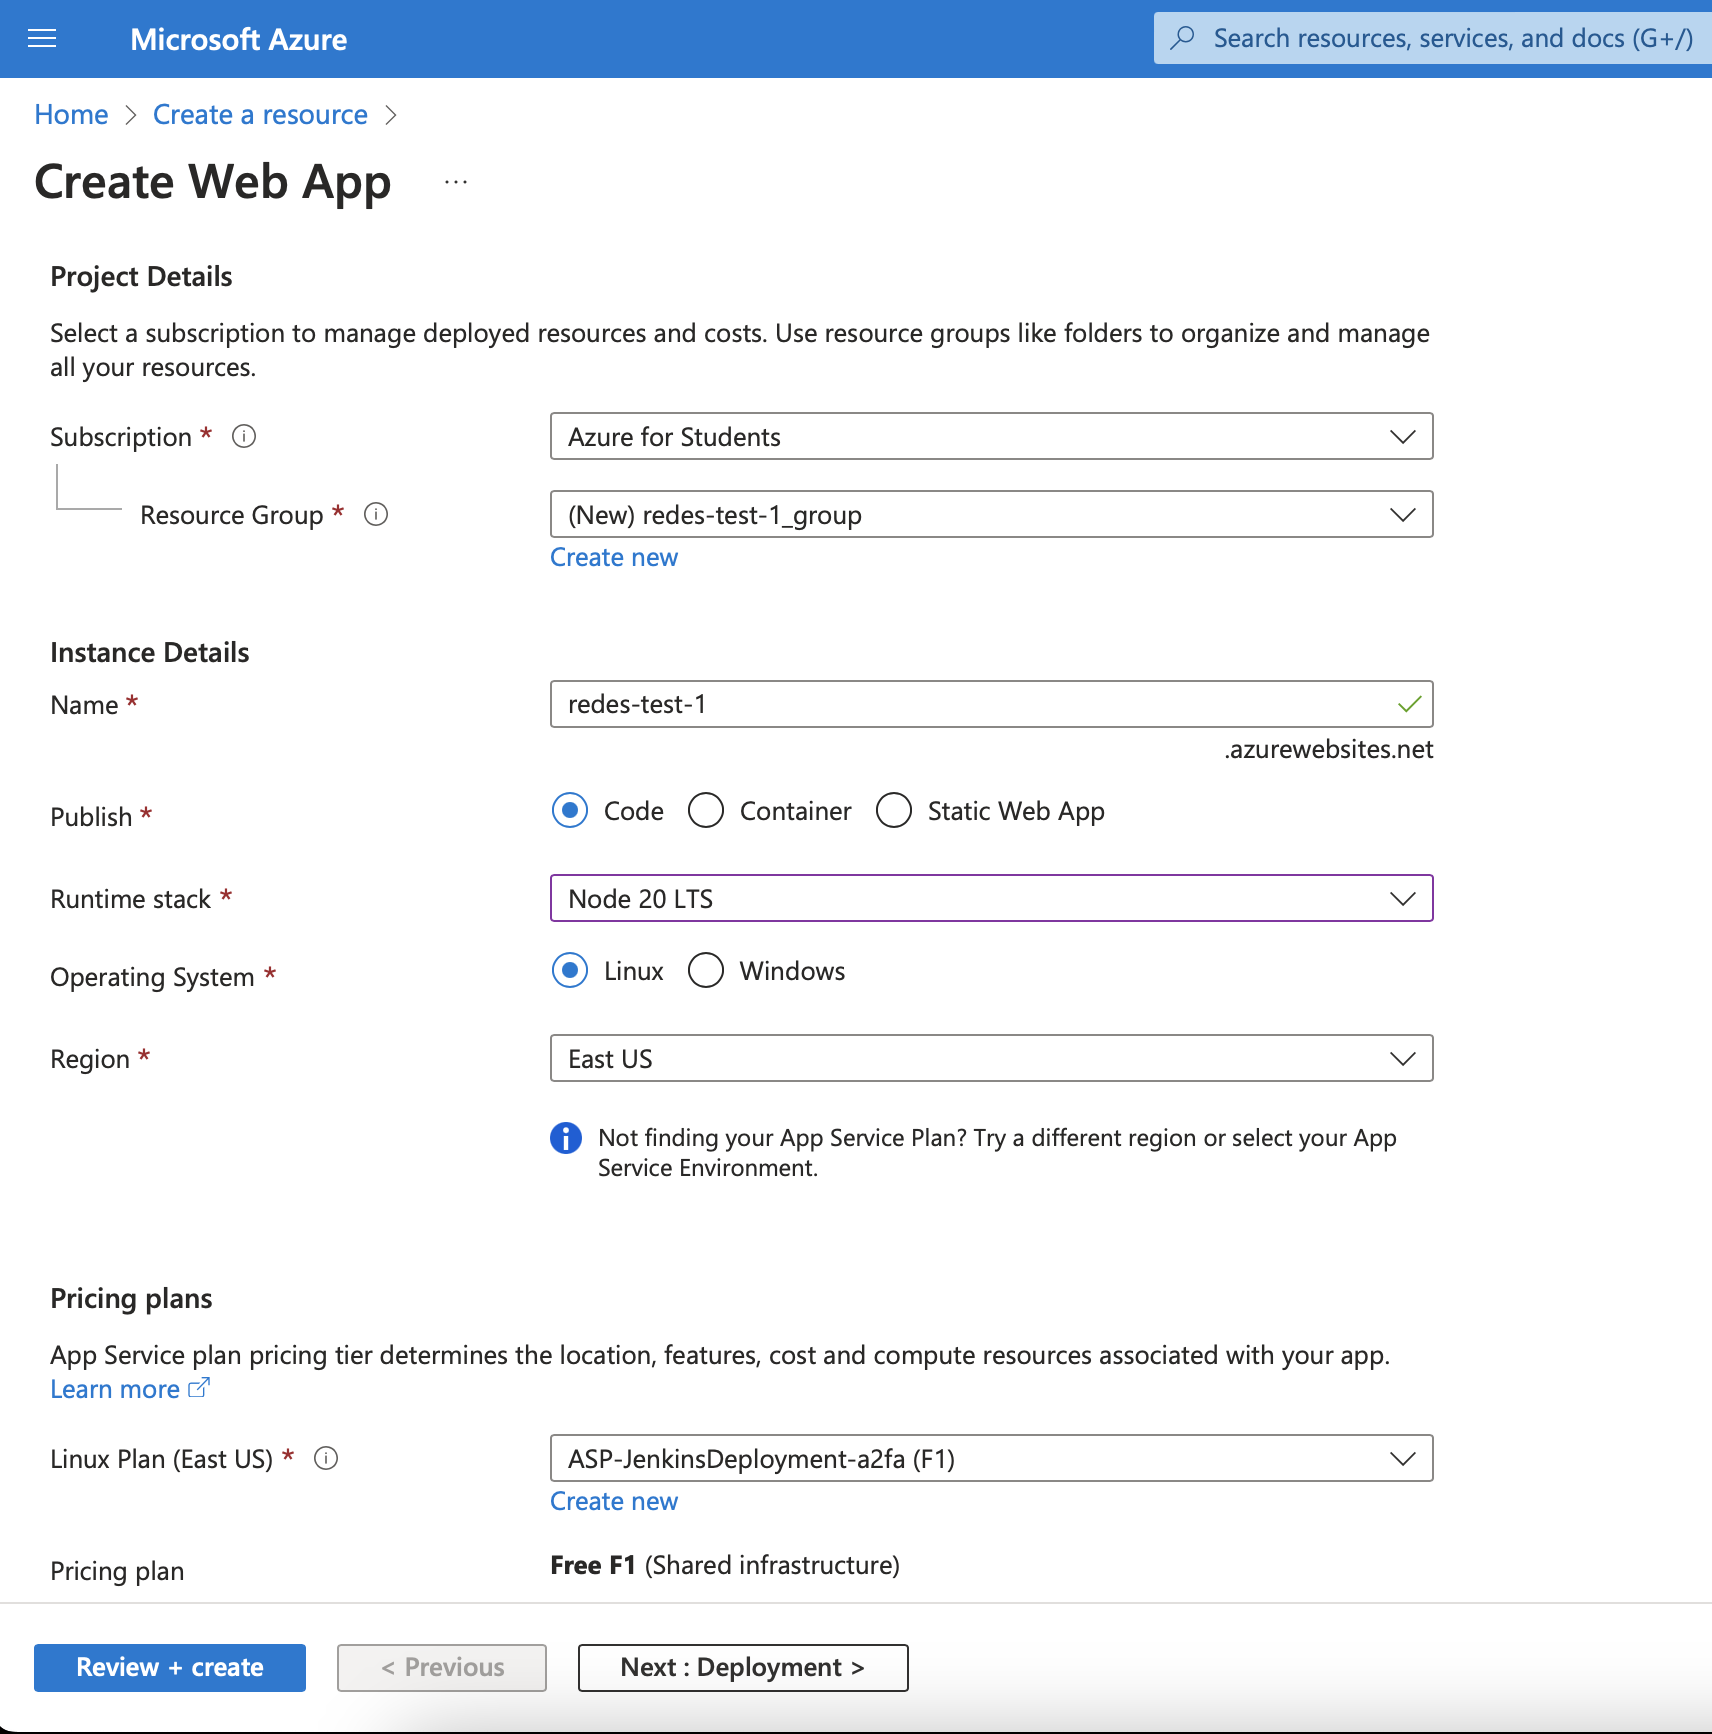 Microsoft Azure
Search resources, services, and docs (G+/)
Home > Create a resource >
Create Web App ...
Project Details
Select a subscription to manage deployed resources and costs. Use resource groups like folders to organize and manage
all your resources.
Subscription * Azure for Students
Resource Group * (New) redes-test-1_group
Create new
Instance Details
Name * redes-test-1
.azurewebsites.net
Publish * Code Container Static Web App
Runtime stack * Node 20 LTS
Operating System * Linux Windows
Region * East US
Not finding your App Service Plan? Try a different region or select your App
Service Environment.
Pricing plans
App Service plan pricing tier determines the location, features, cost and compute resources associated with your app.
Learn more
Linux Plan (East US) * ASP-JenkinsDeployment-a2fa (F1)
Create new
Pricing plan Free F1 (Shared infrastructure)
Review + create < Previous Next : Deployment >